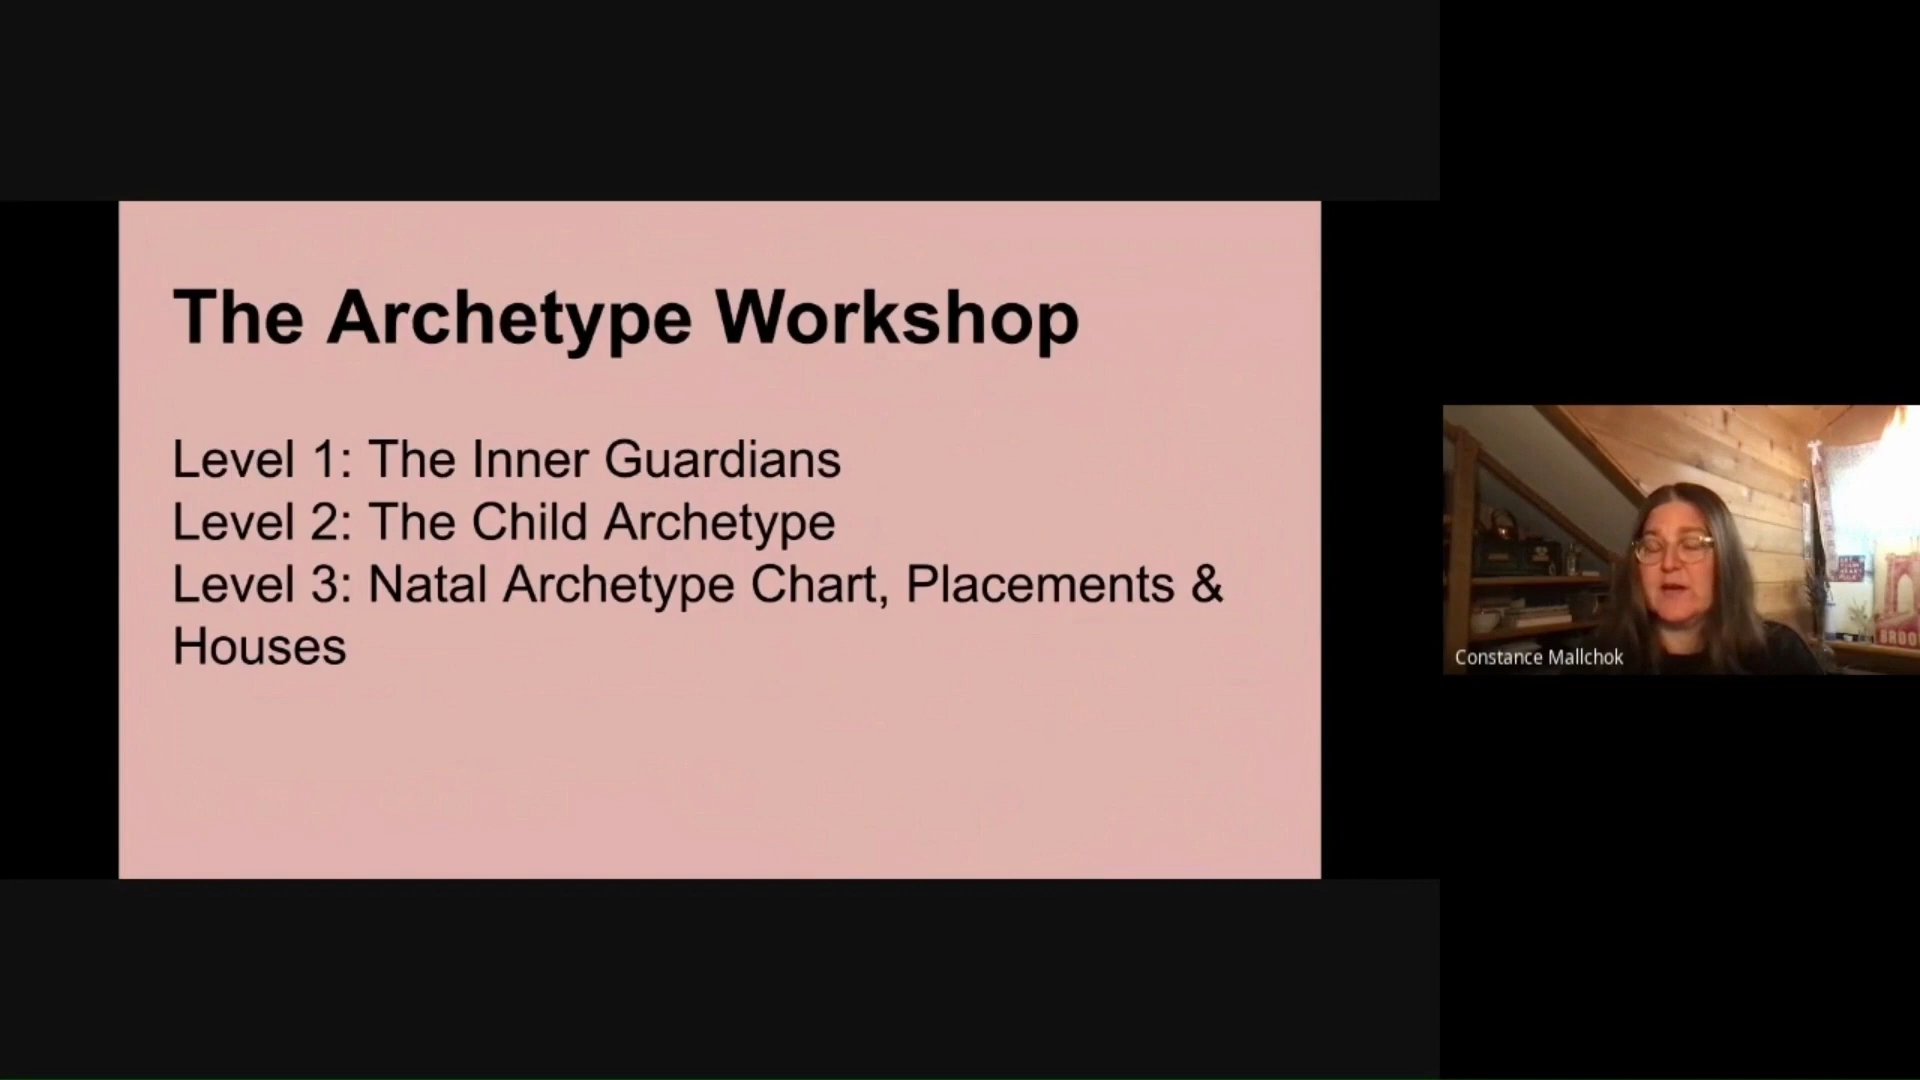 The Archetype Workshop
Level 1: The Inner Guardians
Level 2: The Child Archetype
Level 3: Natal Archetype Chart, Placements &
Houses
Constance Mallchok
BROO